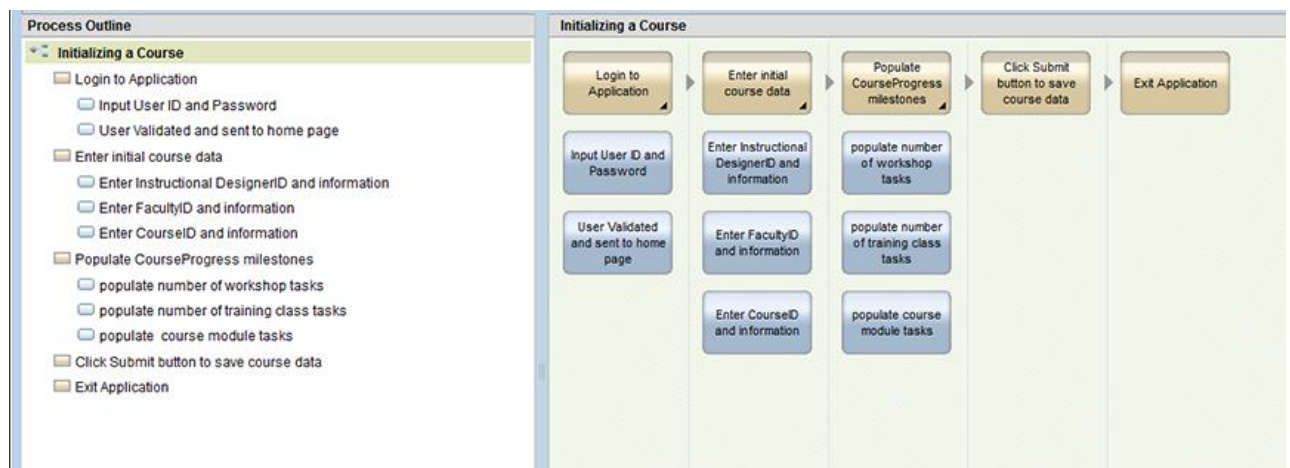 Process Outline
Initializing a Course
Login to Application
Input User ID and Password
User Validated and sent to home page
Enter initial course data
Enter Instructional DesignerID and information
Enter FacultyID and information
Enter CourseID and information
Populate CourseProgress milestones
populate number of workshop tasks
populate number of training class tasks
populate course module tasks
Click Submit button to save course data
Exit Application
Initializing a Course
Login to
Application
Enter initial
course data
Populate
CourseProgress
milestones
Click Submit
button to save
course data
Exit Application
Input User ID and
Password
Enter Instructional
DesignerID and
information
populate number
of workshop
tasks
User Validated
and sent to home
page
Enter FacultyID
and information
populate number
of training class
tasks
Enter CourseID
and information
populate course
module tasks